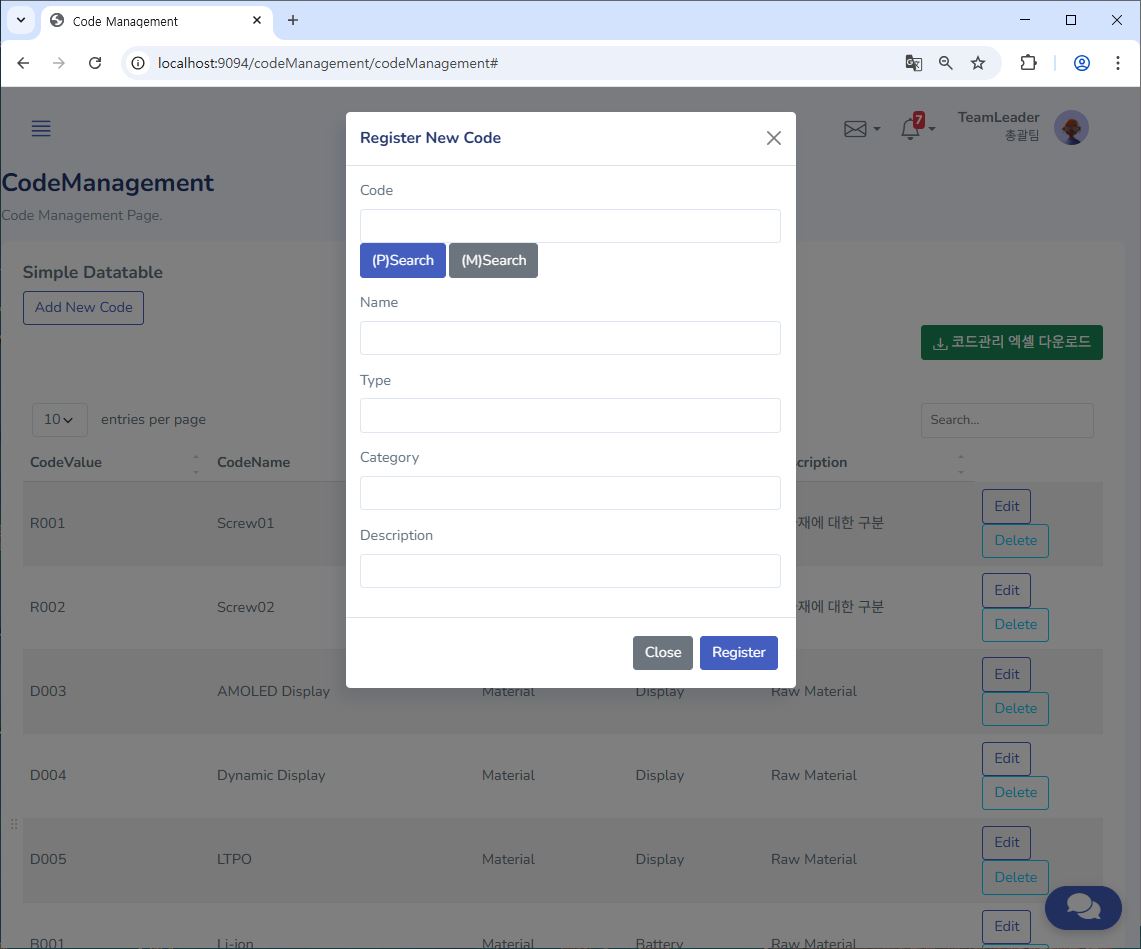 Code Management
localhost:9094/codeManagement/codeManagement#
Register New Code
7
TeamLeader
총괄팀
CodeManagement
Code Management Page.
Code
(P)Search (M)Search
Simple Datatable
Add New Code
Name
코드관리 엑셀 다운로드
Type
10 entries per page
Search...
Category
CodeValue CodeName cription
R001 Screw01 재에 대한 구분 Edit
Delete
Description
R002 Screw02 재에 대한 구분 Edit
Delete
Close Register
D003 AMOLED Display Material Display Raw Material Edit
Delete
D004 Dynamic Display Material Display Raw Material Edit
Delete
D005 LTPO Material Display Raw Material Edit
Delete
B001 Li-ion Material Battery Raw Material Edit